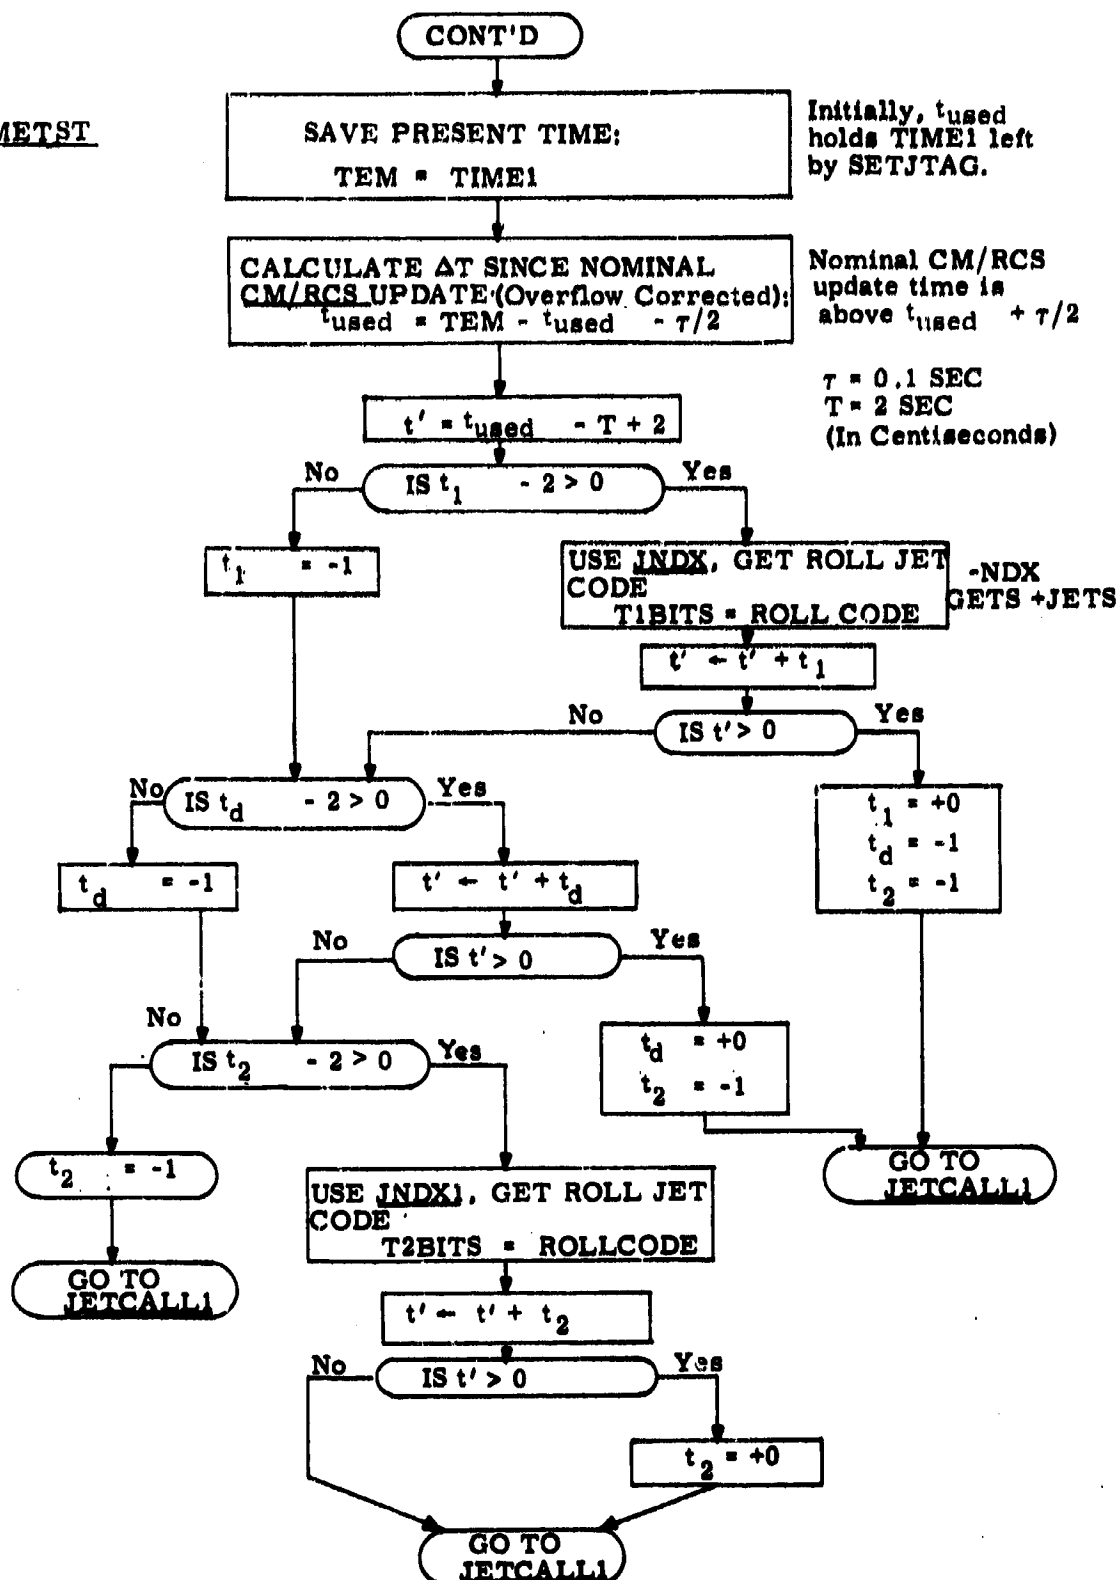 CONT'D
METST
SAVE PRESENT TIME:
TEM = TIME1
Initially, tused
holds TIME1 left
by SETJTAG.
CALCULATE ΔT SINCE NOMINAL
CM/RCS UPDATE (Overflow Corrected):
tused = TEM - tused - τ/2
Nominal CM/RCS
update time is
above tused + τ/2
τ = 0.1 SEC
T = 2 SEC
(In Centiseconds)
t' = tused - T + 2
No
IS t1 - 2 > 0
Yes
t1 = -1
USE JNDX, GET ROLL JET
CODE
T1BITS = ROLL CODE
-NDX
GETS +JETS
t' ← t' + t1
No
IS t' > 0
Yes
No
IS td - 2 > 0
Yes
t1 = +0
td = -1
t2 = -1
td = -1
t' ← t' + td
No
IS t' > 0
Yes
No
IS t2 - 2 > 0
Yes
td = +0
t2 = -1
t2 = -1
GO TO
JETCALL1
USE JNDX1, GET ROLL JET
CODE
T2BITS = ROLLCODE
GO TO
JETCALL1
t' ← t' + t2
No
IS t' > 0
Yes
t2 = +0
GO TO
JETCALL1